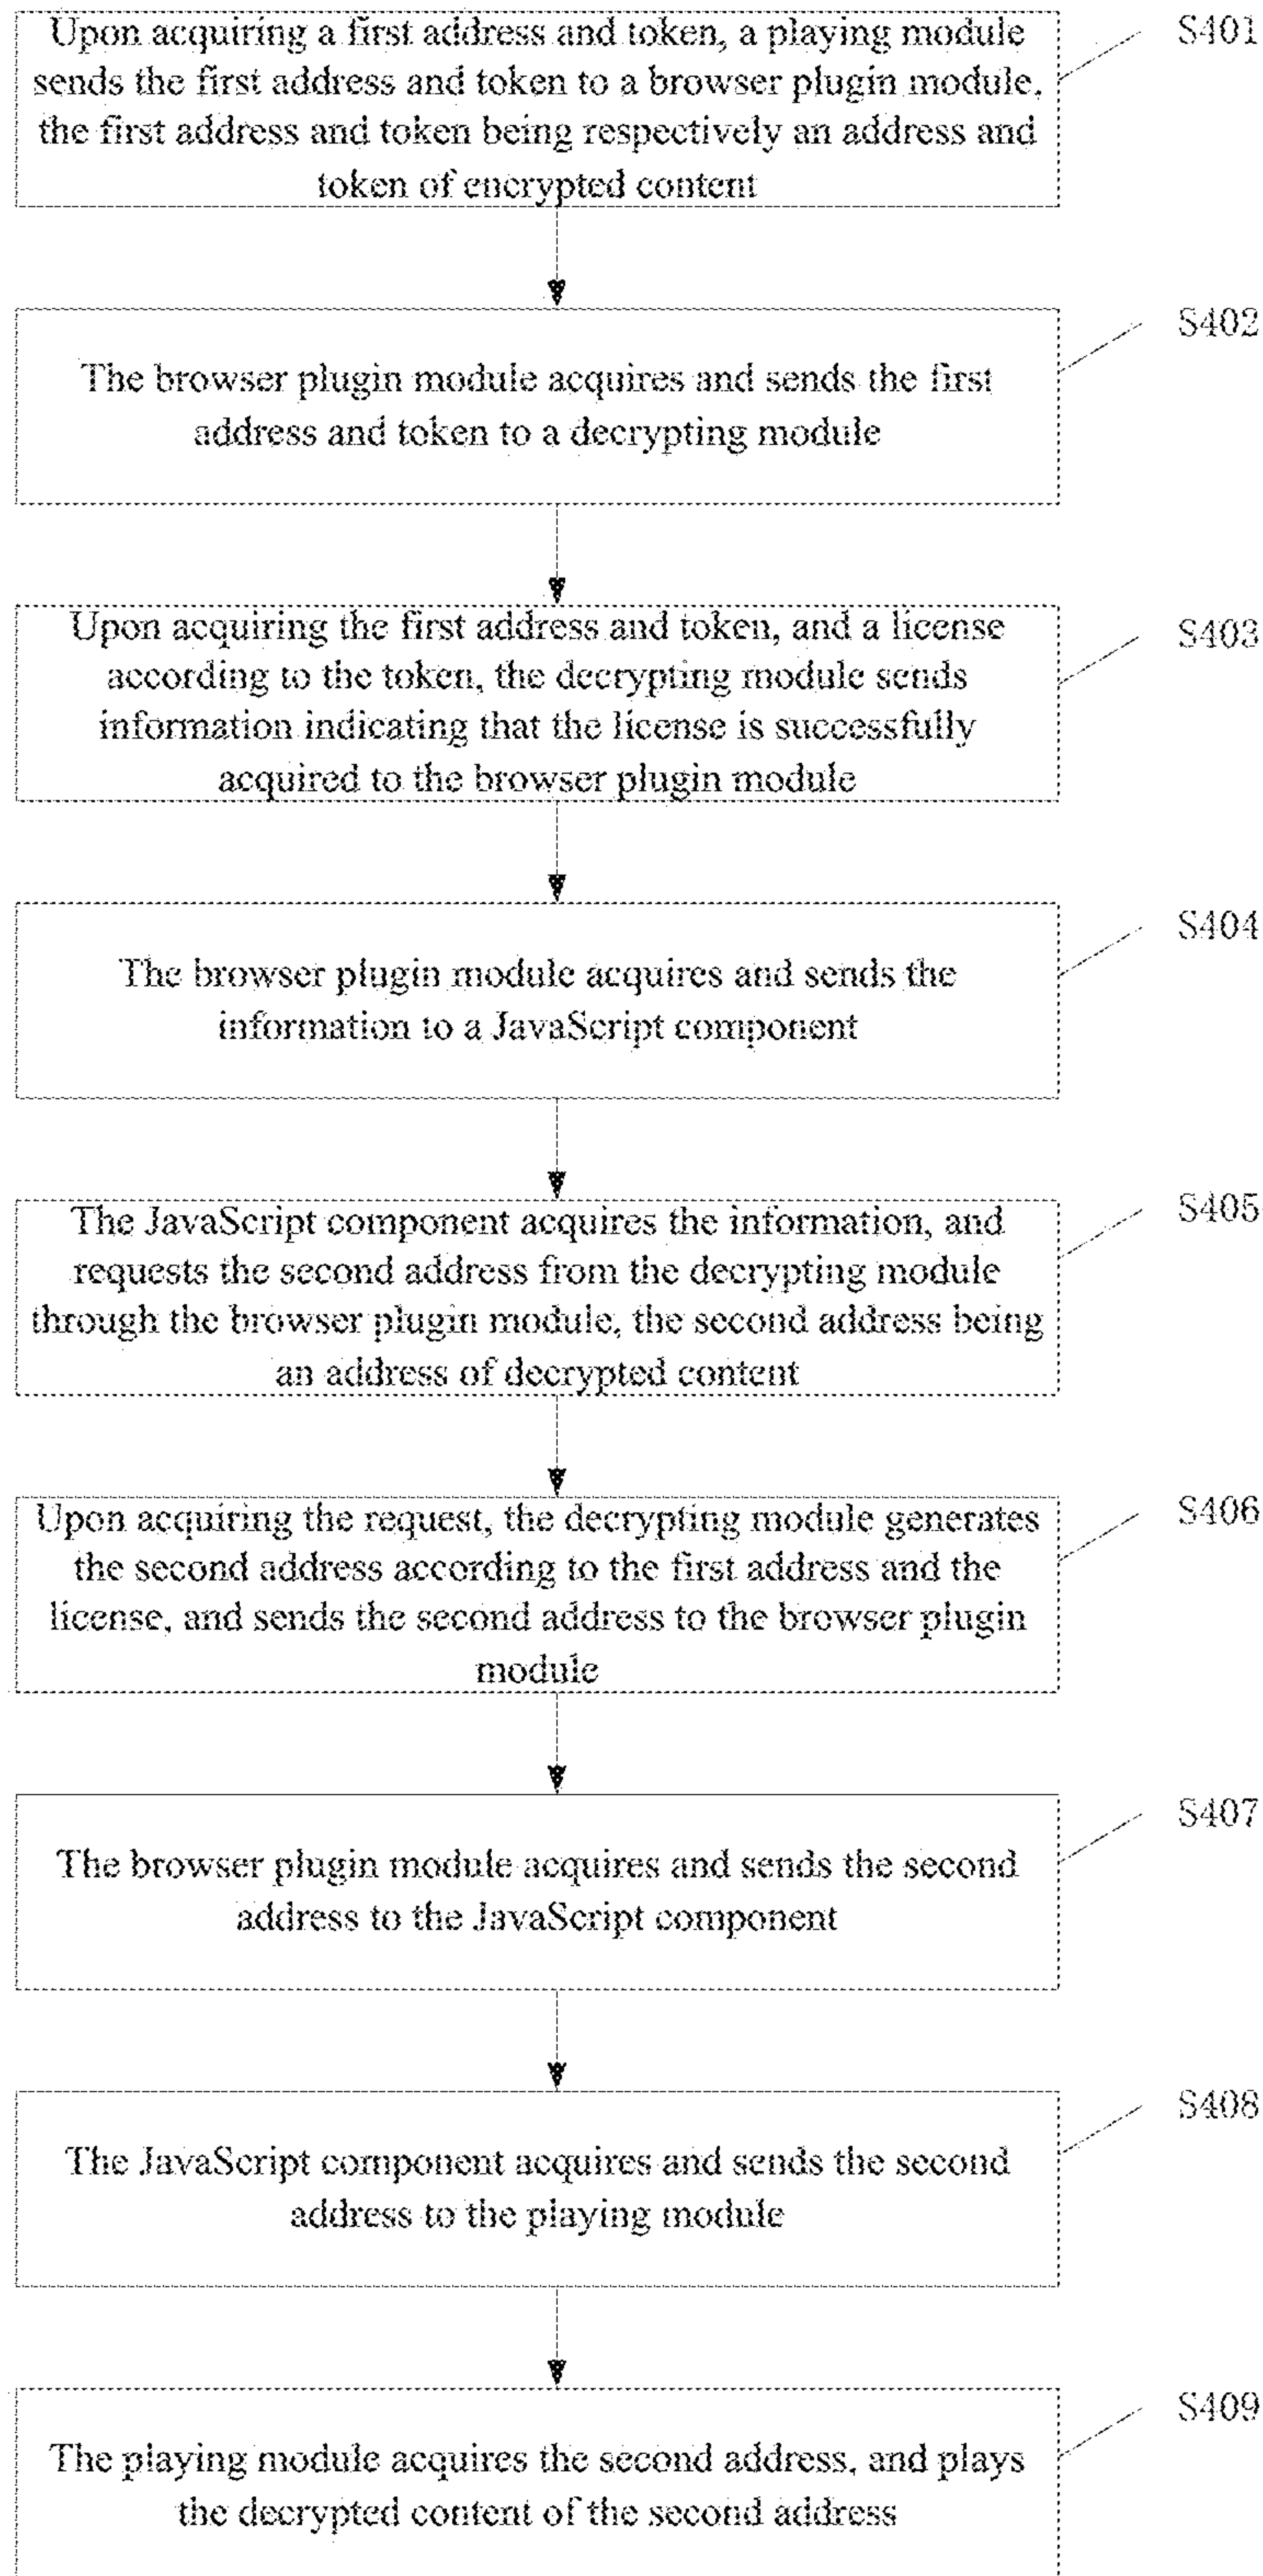 Upon acquiring a first address and token, a playing module
S401
sends the first address and token to a browser plugin module,
the first address and token being respectively an address and
token of encrypted content
S402
The browser plugin module acquires and sends the first
address and token to a decrypting module
Upon acquiring the first address and token, and a license
S403
according to the token, the decrypting module sends
information indicating that the license is successfully
acquired to the browser plugin module
S404
The browser plugin module acquires and sends the
information to a JavaScript component
The JavaScript component acquires the information, and
S405
requests the second address from the decrypting module
through the browser plugin module, the second address being
an address of decrypted content
Upon acquiring the request, the decrypting module generates
S406
the second address according to the first address and the
license, and sends the second address to the browser plugin
module
S407
The browser plugin module acquires and sends the second
address to the JavaScript component
S408
The JavaScript component acquires and sends the second
address to the playing module
S409
The playing module acquires the second address, and plays
the decrypted content of the second address